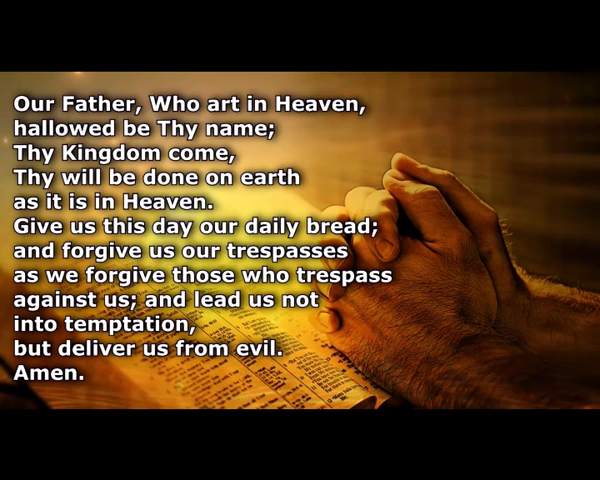 Our Father, Who art in Heaven,
hallowed be Thy name;
Thy Kingdom come,
Thy will be done on earth
as it is in Heaven.
Give us this day our daily bread;
and forgive us our trespasses
as we forgive those who trespass
against us; and lead us not
into temptation,
but deliver us from evil.
Amen.